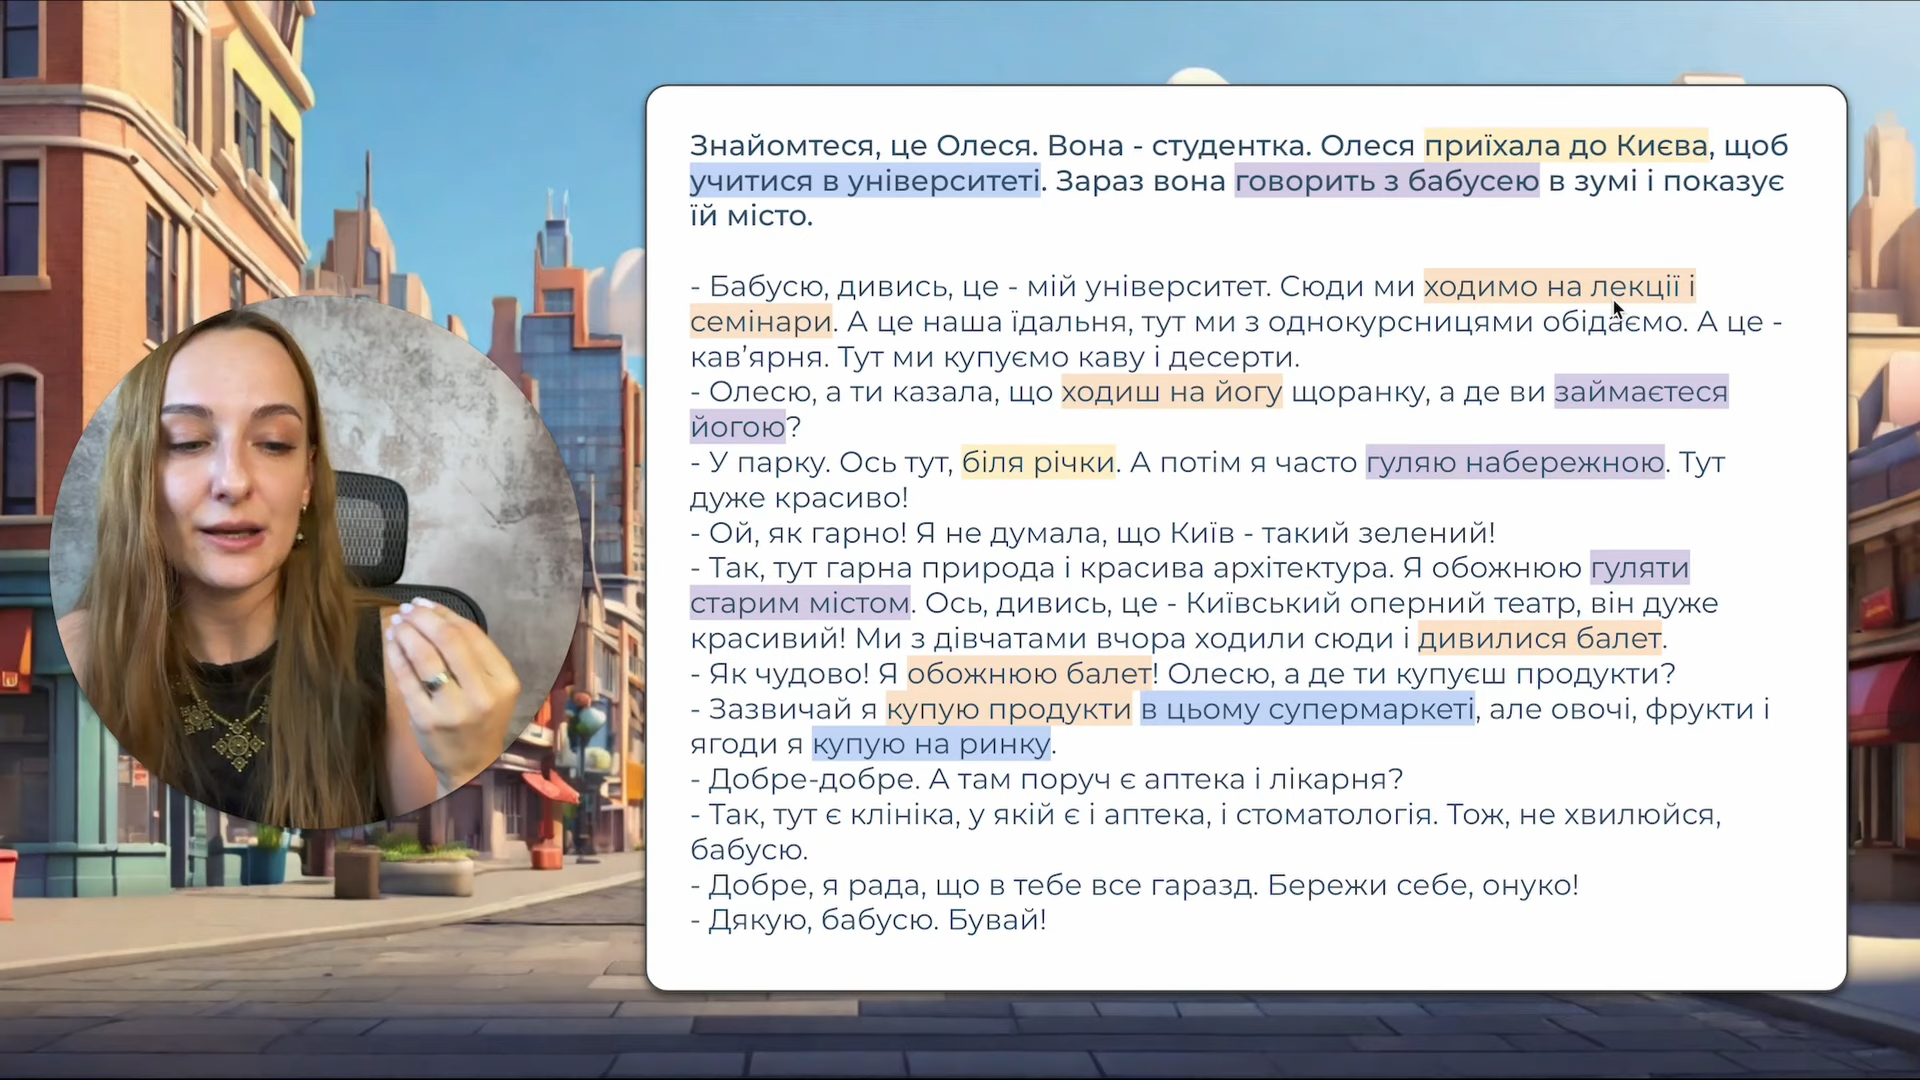 Знайомтеся, це Олеся. Вона - студентка. Олеся приїхала до Києва, щоб
учитися в університеті. Зараз вона говорить з бабусею в зумі і показує
їй місто.
- Бабусю, дивись, це - мій університет. Сюди ми ходимо на лекції і
семінари. А це наша їдальня, тут ми з однокурсницями обідаємо. А це -
кав’ярня. Тут ми купуємо каву і десерти.
- Олесю, а ти казала, що ходиш на йогу щоранку, а де ви займаєтеся
йогою?
- У парку. Ось тут, біля річки. А потім я часто гуляю набережною. Тут
дуже красиво!
- Ой, як гарно! Я не думала, що Київ - такий зелений!
- Так, тут гарна природа і красива архітектура. Я обожнюю гуляти
старим містом. Ось, дивись, це - Київський оперний театр, він дуже
красивий! Ми з дівчатами вчора ходили сюди і дивилися балет.
- Як чудово! Я обожнюю балет! Олесю, а де ти купуєш продукти?
- Зазвичай я купую продукти в цьому супермаркеті, але овочі, фрукти і
ягоди я купую на ринку.
- Добре-добре. А там поруч є аптека і лікарня?
- Так, тут є клініка, у якій є і аптека, і стоматологія. Тож, не хвилюйся,
бабусю.
- Добре, я рада, що в тебе все гаразд. Бережи себе, онуко!
- Дякую, бабусю. Бувай!